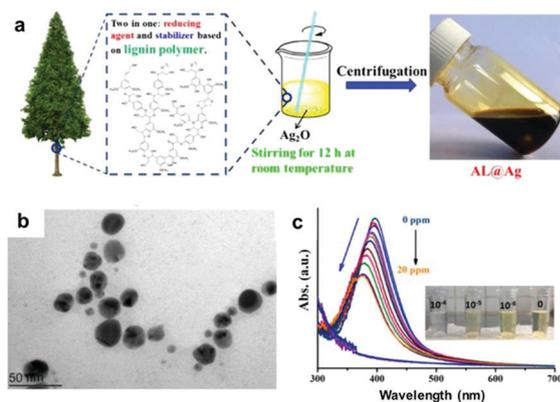 a
Two in one: reducing
agent and stabilizer based
on lignin polymer.
Ag2O
Stirring for 12 h at
room temperature
Centrifugation
AL@Ag
b
50 nm
c
Abs. (a.u.)
0 ppm
20 ppm
10-4 10-5 10-6 0
300 400 500 600 700
Wavelength (nm)